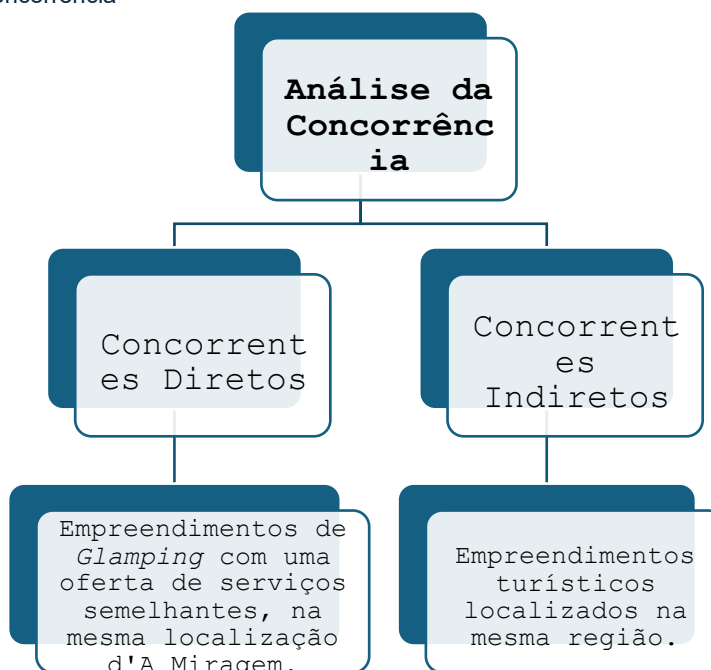 Análise da
Concorrênc
ia
Concorrent
es Diretos
Concorrent
es
Indiretos
Empreendimentos de
Glamping com uma
oferta de serviços
semelhantes, na
mesma localização
d'A Miragem.
Empreendimentos
turísticos
localizados na
mesma região.